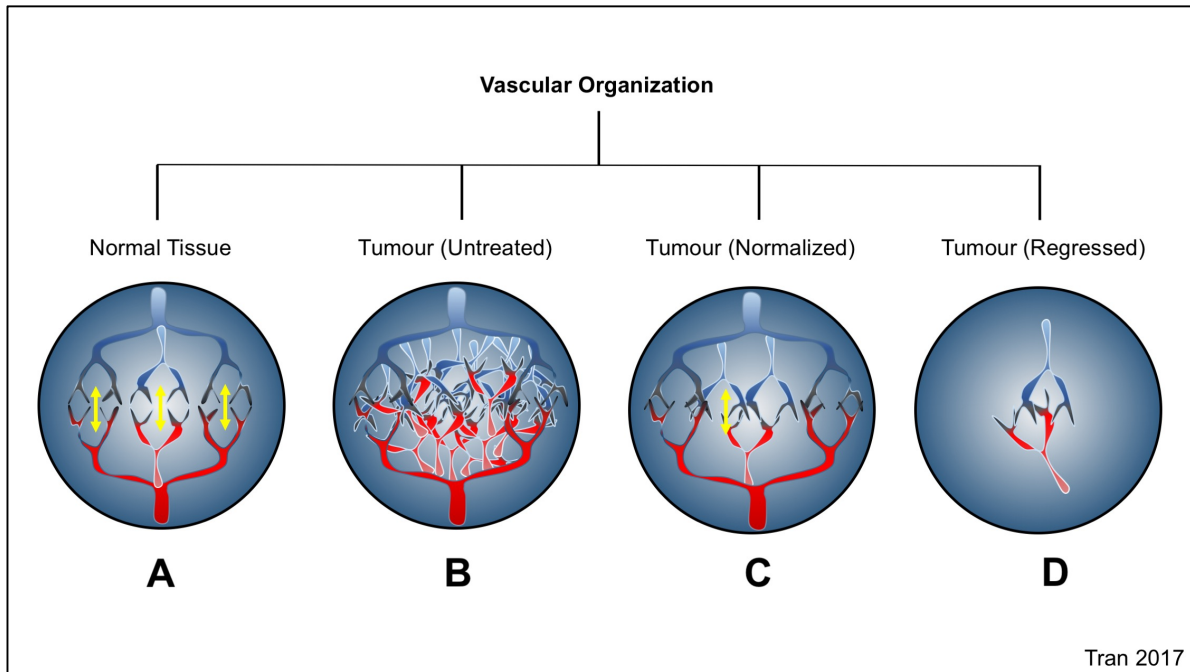 Vascular Organization
Normal Tissue
Tumour (Untreated)
Tumour (Normalized)
Tumour (Regressed)
A
B
C
D
Tran 2017